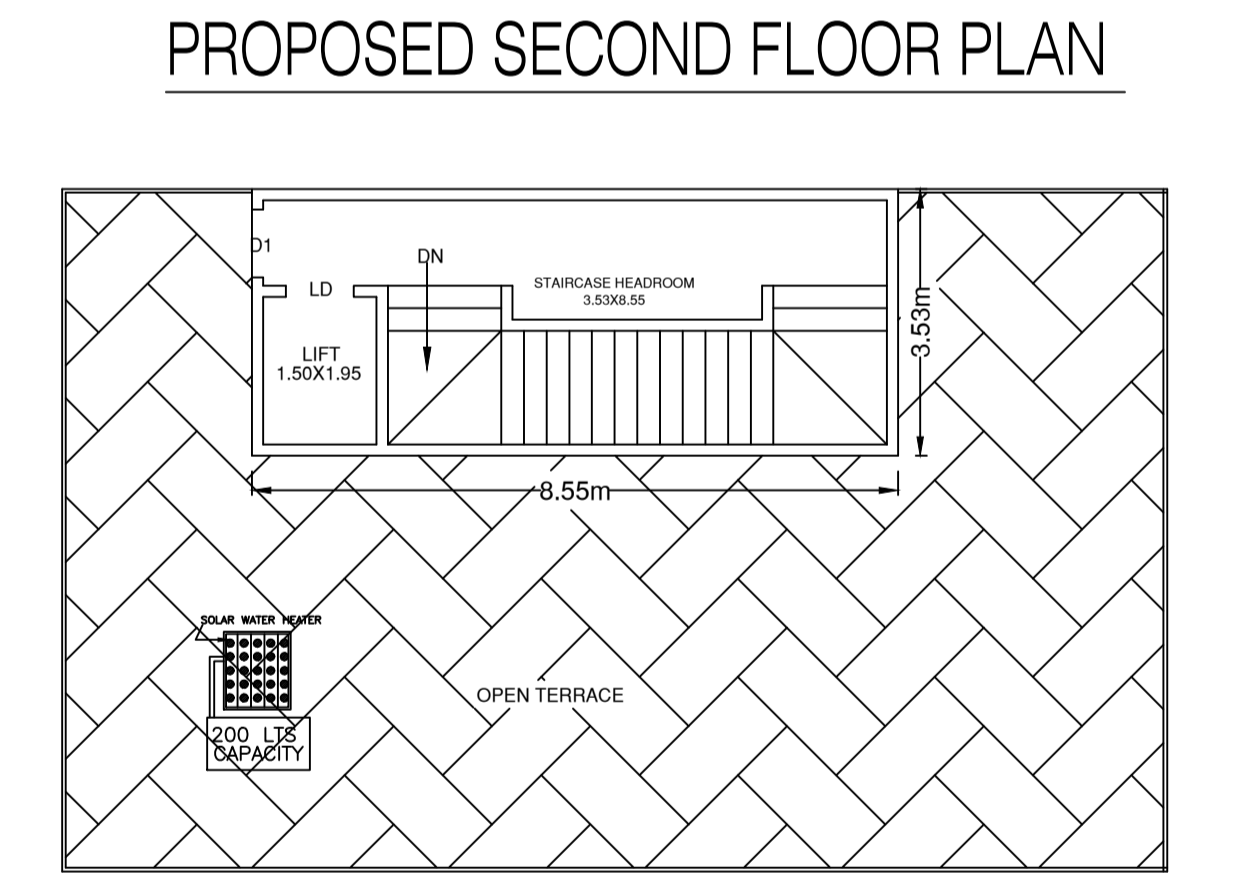 PROPOSED SECOND FLOOR PLAN
D1
DN
LD
STAIRCASE HEADROOM
3.53X8.55
3.53m
LIFT
1.50X1.95
8.55m
SOLAR WATER HEATER
OPEN TERRACE
200 LTS
CAPACITY